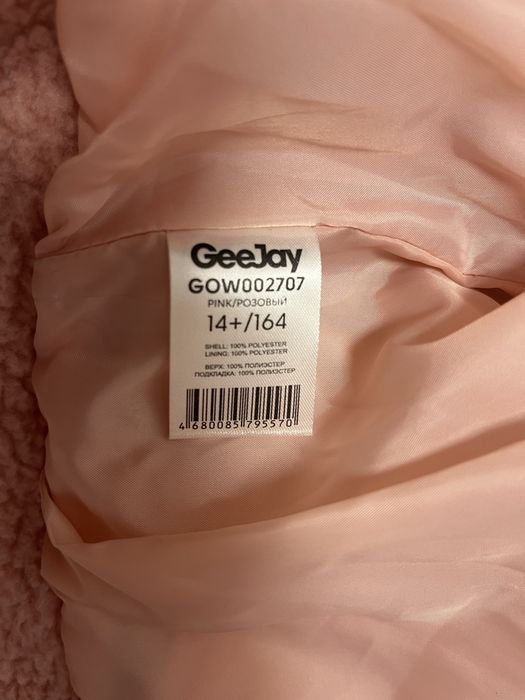 GeeJay
GOW002707
PINK/РОЗОВЫЙ
14+/164
SHELL: 100% POLYESTER
LINING: 100% POLYESTER
ВЕРХ: 100% ПОЛИЭСТЕР
ПОДКЛАДКА: 100% ПОЛИЭСТЕР
4 680085 795570